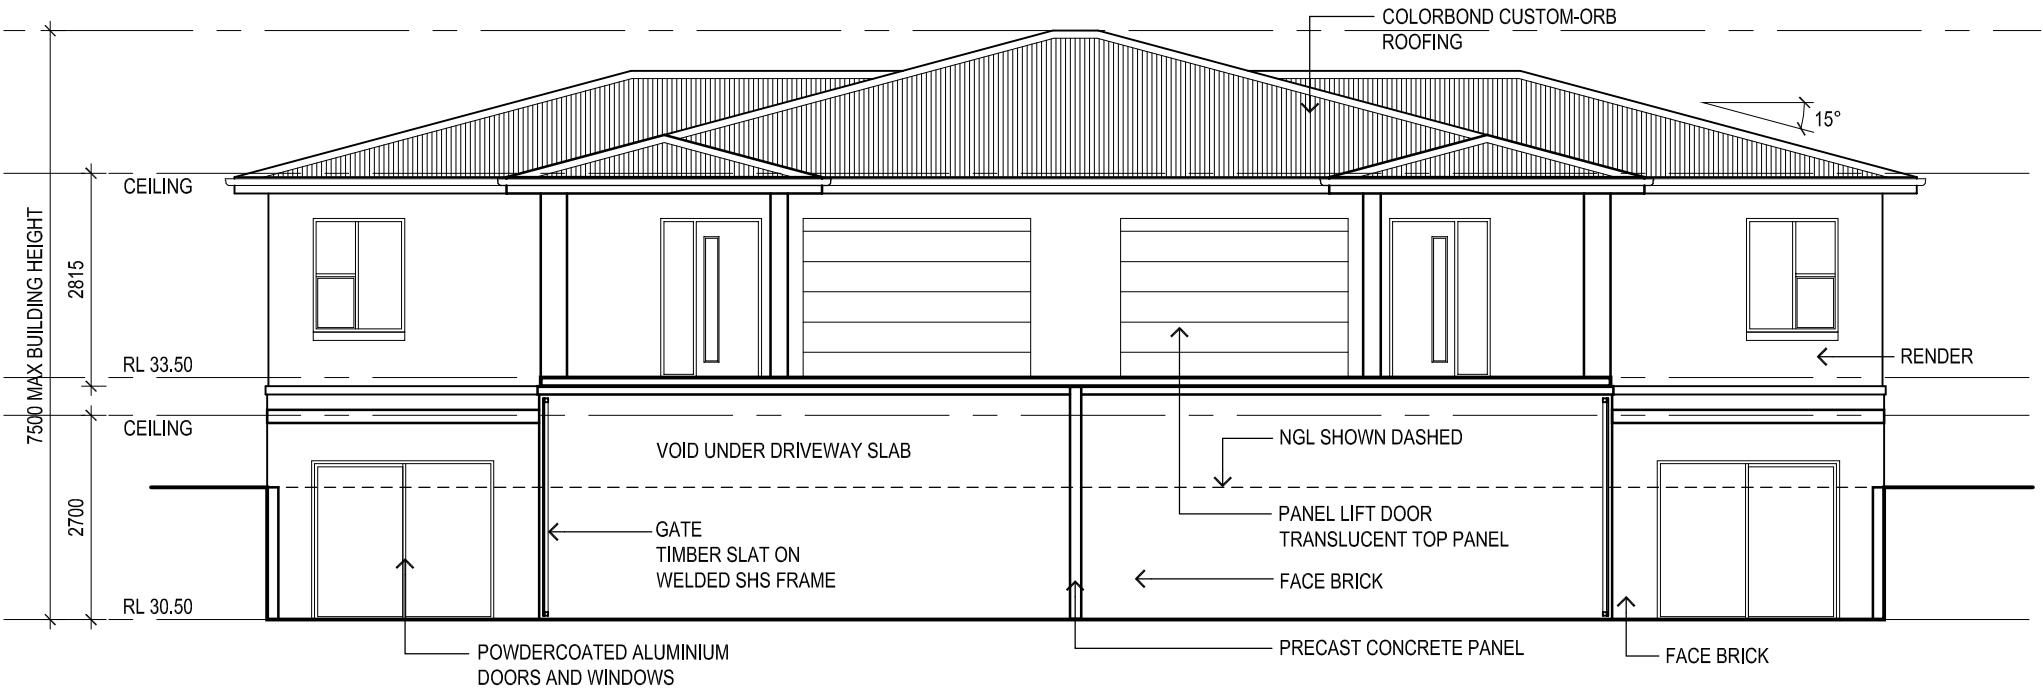 COLORBOND CUSTOM-ORB
ROOFING
15°
CEILING
7500 MAX BUILDING HEIGHT
2815
RL 33.50
RENDER
CEILING
VOID UNDER DRIVEWAY SLAB
NGL SHOWN DASHED
2700
GATE
TIMBER SLAT ON
WELDED SHS FRAME
PANEL LIFT DOOR
TRANSLUCENT TOP PANEL
FACE BRICK
RL 30.50
POWDERCOATED ALUMINIUM
DOORS AND WINDOWS
PRECAST CONCRETE PANEL
FACE BRICK